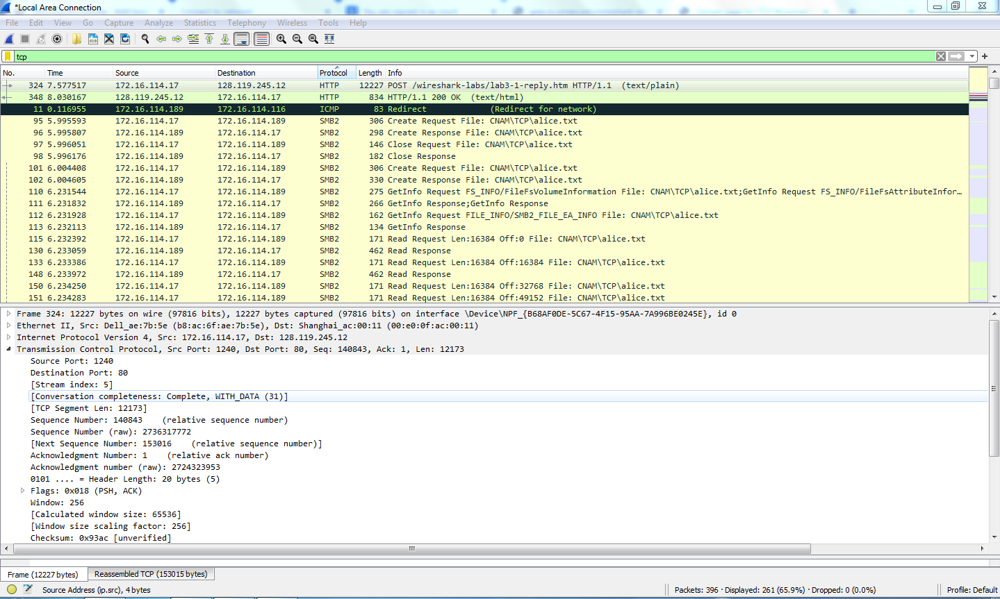 *Local Area Connection
File Edit View Go Capture Analyze Statistics Telephony Wireless Tools Help
tcp
No. Time Source Destination Protocol Length Info
324 7.577517 172.16.114.17 128.119.245.12 HTTP 12227 POST /wireshark-labs/lab3-1-reply.htm HTTP/1.1 (text/plain)
348 8.030167 128.119.245.12 172.16.114.17 HTTP 834 HTTP/1.1 200 OK (text/html)
11 0.116955 172.16.114.189 172.16.114.116 ICMP 83 Redirect (Redirect for network)
95 5.995593 172.16.114.17 172.16.114.189 SMB2 306 Create Request File: CNAM\TCP\alice.txt
96 5.995807 172.16.114.189 172.16.114.17 SMB2 298 Create Response File: CNAM\TCP\alice.txt
97 5.996051 172.16.114.17 172.16.114.189 SMB2 146 Close Request File: CNAM\TCP\alice.txt
98 5.996176 172.16.114.189 172.16.114.17 SMB2 182 Close Response
101 6.004408 172.16.114.17 172.16.114.189 SMB2 306 Create Request File: CNAM\TCP\alice.txt
102 6.004605 172.16.114.189 172.16.114.17 SMB2 330 Create Response File: CNAM\TCP\alice.txt
110 6.231544 172.16.114.17 172.16.114.189 SMB2 275 GetInfo Request FS_INFO/FileFsVolumeInformation File: CNAM\TCP\alice.txt;GetInfo Request FS_INFO/FileFsAttributeInfor…
111 6.231832 172.16.114.189 172.16.114.17 SMB2 266 GetInfo Response;GetInfo Response
112 6.231928 172.16.114.17 172.16.114.189 SMB2 162 GetInfo Request FILE_INFO/SMB2_FILE_EA_INFO File: CNAM\TCP\alice.txt
113 6.232113 172.16.114.189 172.16.114.17 SMB2 134 GetInfo Response
115 6.232392 172.16.114.17 172.16.114.189 SMB2 171 Read Request Len:16384 Off:0 File: CNAM\TCP\alice.txt
130 6.233059 172.16.114.189 172.16.114.17 SMB2 462 Read Response
133 6.233386 172.16.114.17 172.16.114.189 SMB2 171 Read Request Len:16384 Off:16384 File: CNAM\TCP\alice.txt
148 6.233972 172.16.114.189 172.16.114.17 SMB2 462 Read Response
150 6.234250 172.16.114.17 172.16.114.189 SMB2 171 Read Request Len:16384 Off:32768 File: CNAM\TCP\alice.txt
151 6.234283 172.16.114.17 172.16.114.189 SMB2 171 Read Request Len:16384 Off:49152 File: CNAM\TCP\alice.txt
Frame 324: 12227 bytes on wire (97816 bits), 12227 bytes captured (97816 bits) on interface \Device\NPF_{B68AF0DE-5C67-4F15-95AA-7A996BE0245E}, id 0
Ethernet II, Src: Dell_ae:7b:5e (b8:ac:6f:ae:7b:5e), Dst: Shanghai_ac:00:11 (00:e0:0f:ac:00:11)
Internet Protocol Version 4, Src: 172.16.114.17, Dst: 128.119.245.12
Transmission Control Protocol, Src Port: 1240, Dst Port: 80, Seq: 140843, Ack: 1, Len: 12173
Source Port: 1240
Destination Port: 80
[Stream index: 5]
[Conversation completeness: Complete, WITH_DATA (31)]
[TCP Segment Len: 12173]
Sequence Number: 140843 (relative sequence number)
Sequence Number (raw): 2736317772
[Next Sequence Number: 153016 (relative sequence number)]
Acknowledgment Number: 1 (relative ack number)
Acknowledgment number (raw): 2724323953
0101 .... = Header Length: 20 bytes (5)
Flags: 0x018 (PSH, ACK)
Window: 256
[Calculated window size: 65536]
[Window size scaling factor: 256]
Checksum: 0x93ac [unverified]
Frame (12227 bytes) Reassembled TCP (153015 bytes)
Source Address (ip.src), 4 bytes Packets: 396 · Displayed: 261 (65.9%) · Dropped: 0 (0.0%) Profile: Default